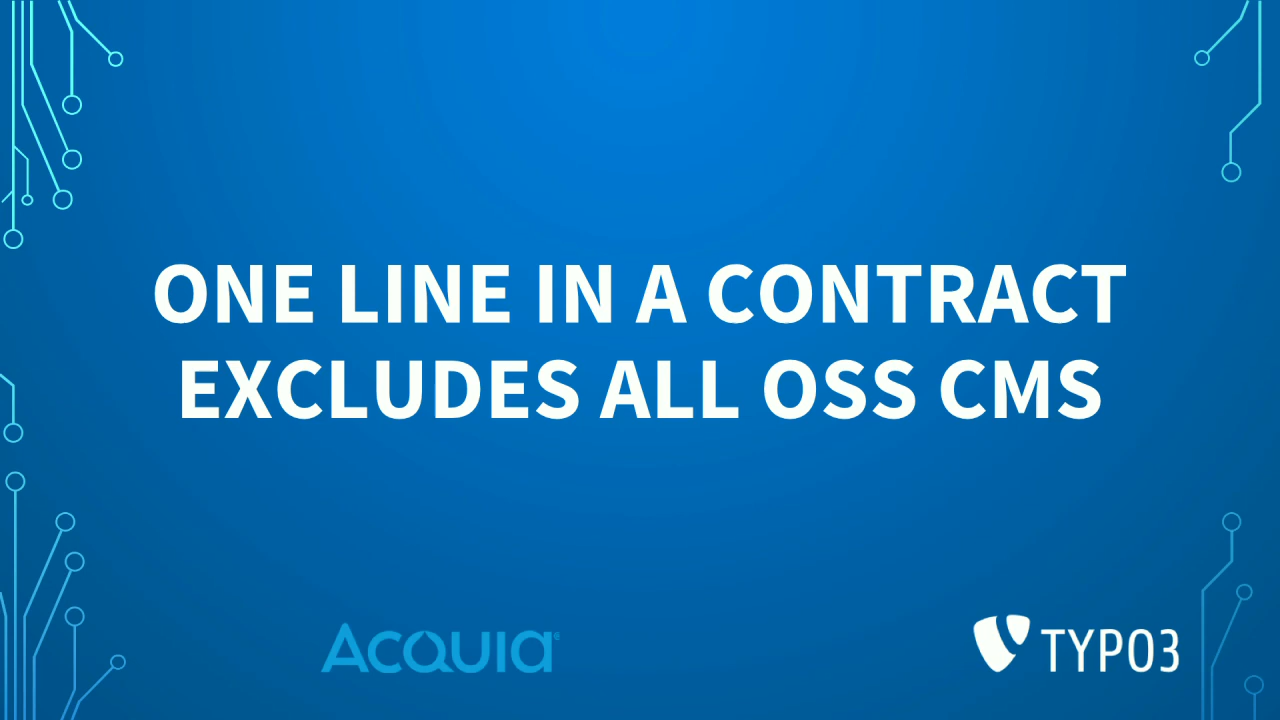 ONE LINE IN A CONTRACT
EXCLUDES ALL OSS CMS
ACQUIA
TYPO3